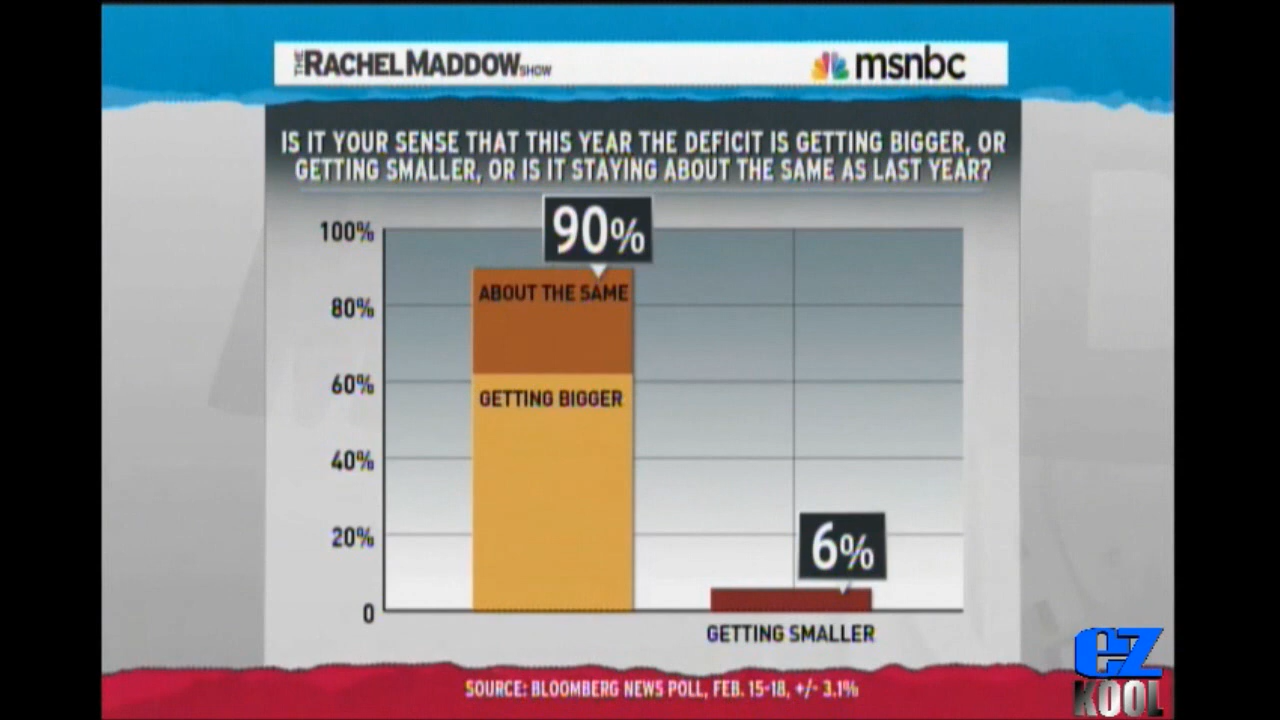 THE RACHEL MADDOW SHOW
msnbc
IS IT YOUR SENSE THAT THIS YEAR THE DEFICIT IS GETTING BIGGER, OR
GETTING SMALLER, OR IS IT STAYING ABOUT THE SAME AS LAST YEAR?
90%
100%
ABOUT THE SAME
80%
60%
GETTING BIGGER
40%
20%
6%
0
GETTING SMALLER
SOURCE: BLOOMBERG NEWS POLL, FEB. 15-18, +/- 3.1%
eZ
KOOL